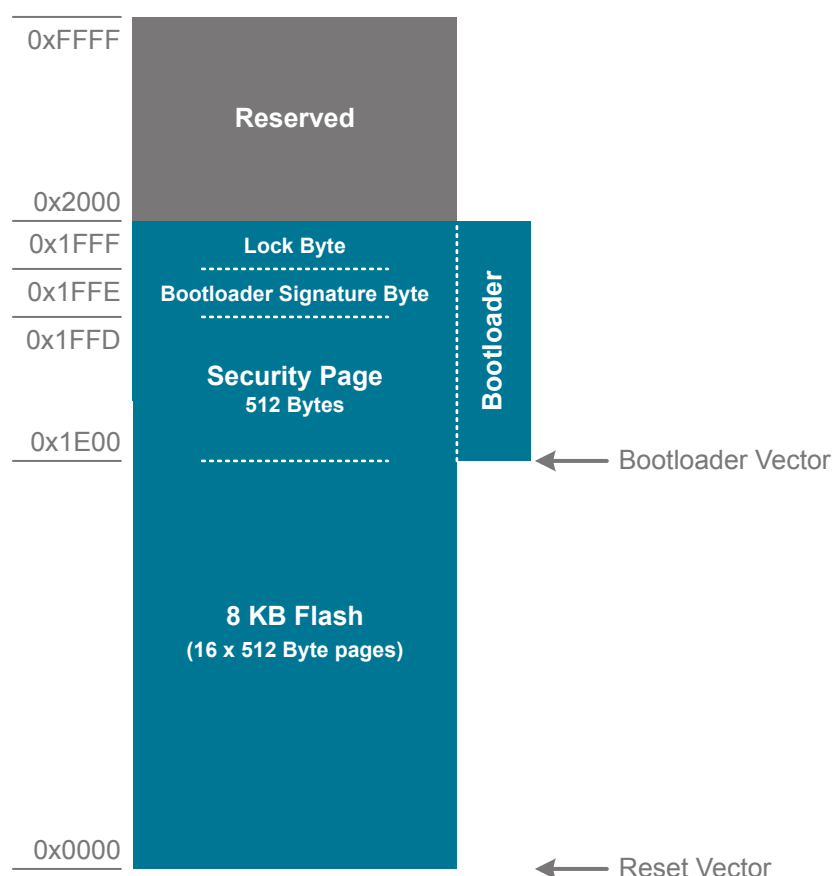 0xFFFF
Reserved
0x2000
0x1FFF
Lock Byte
0x1FFE
Bootloader Signature Byte
0x1FFD
Security Page
512 Bytes
Bootloader
0x1E00
Bootloader Vector
8 KB Flash
(16 x 512 Byte pages)
0x0000
Reset Vector